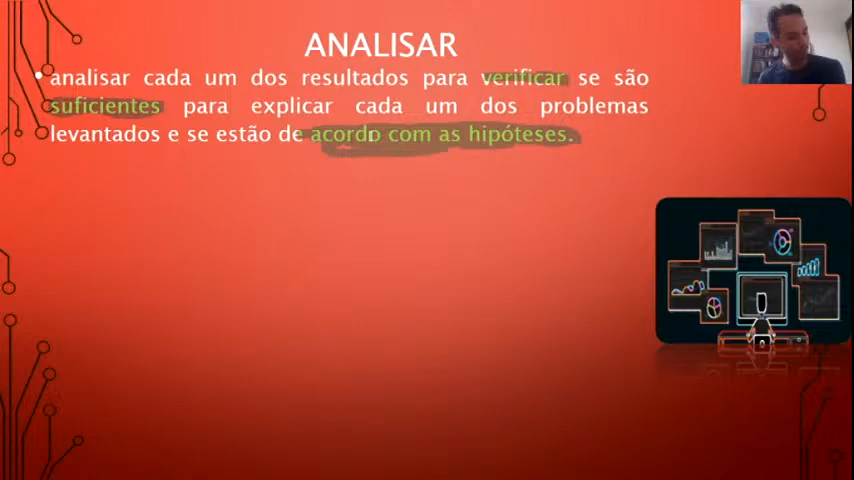 ANALISAR
analisar cada um dos resultados para verificar se são
suficientes para explicar cada um dos problemas
levantados e se estão de acordo com as hipóteses.